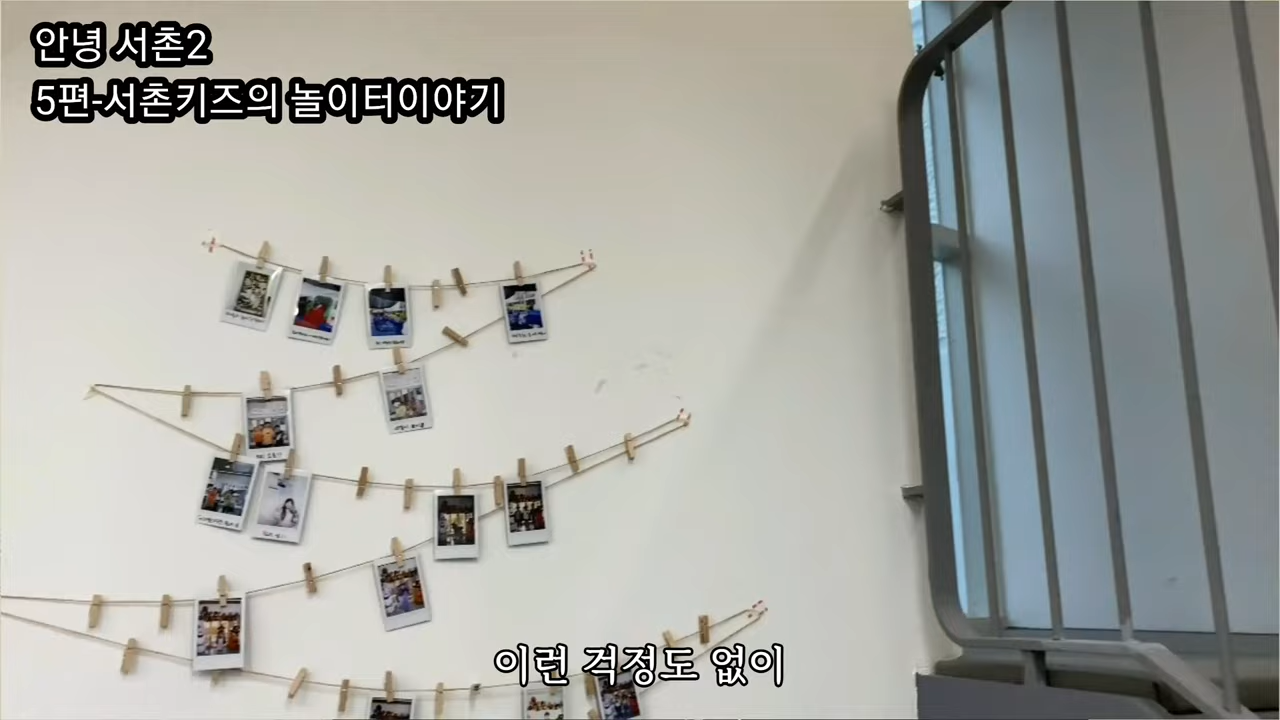 안녕 서촌2
5편-서촌키즈의 놀이터이야기
이런 걱정도 없이